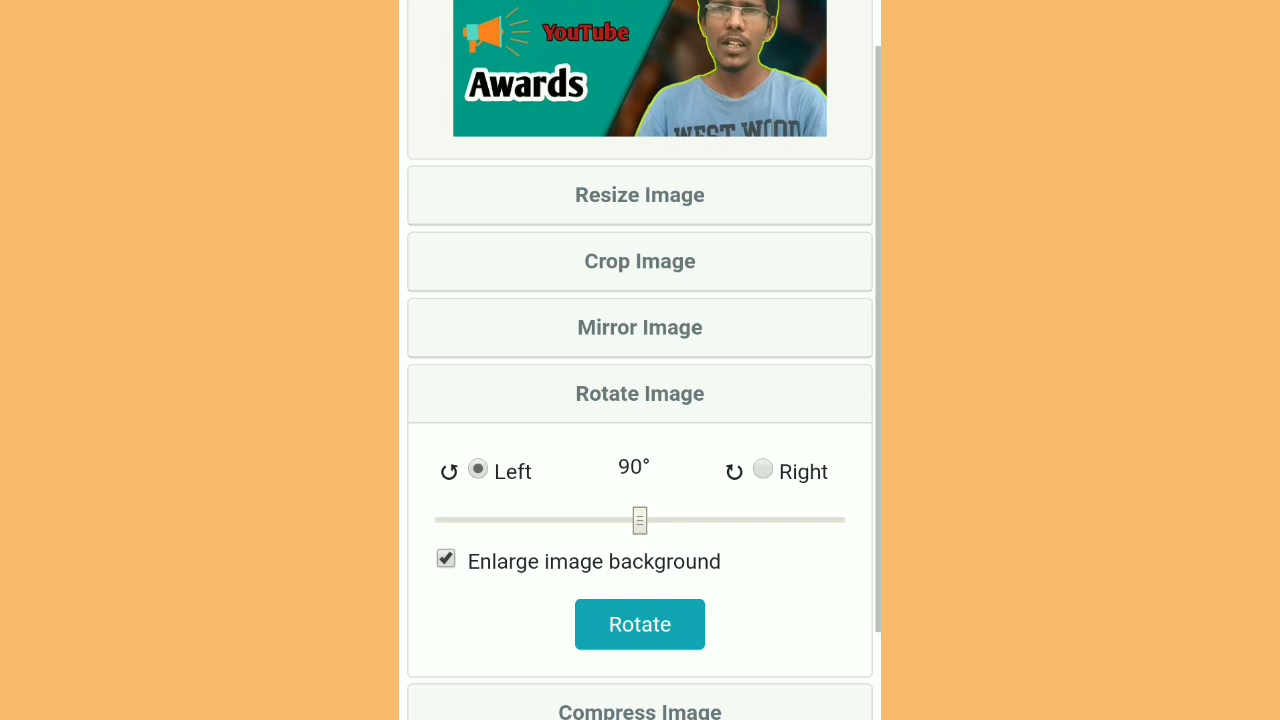 YouTube
Awards
WEST WOOD
Resize Image
Crop Image
Mirror Image
Rotate Image
Left
90°
Right
Enlarge image background
Rotate
Compress Image